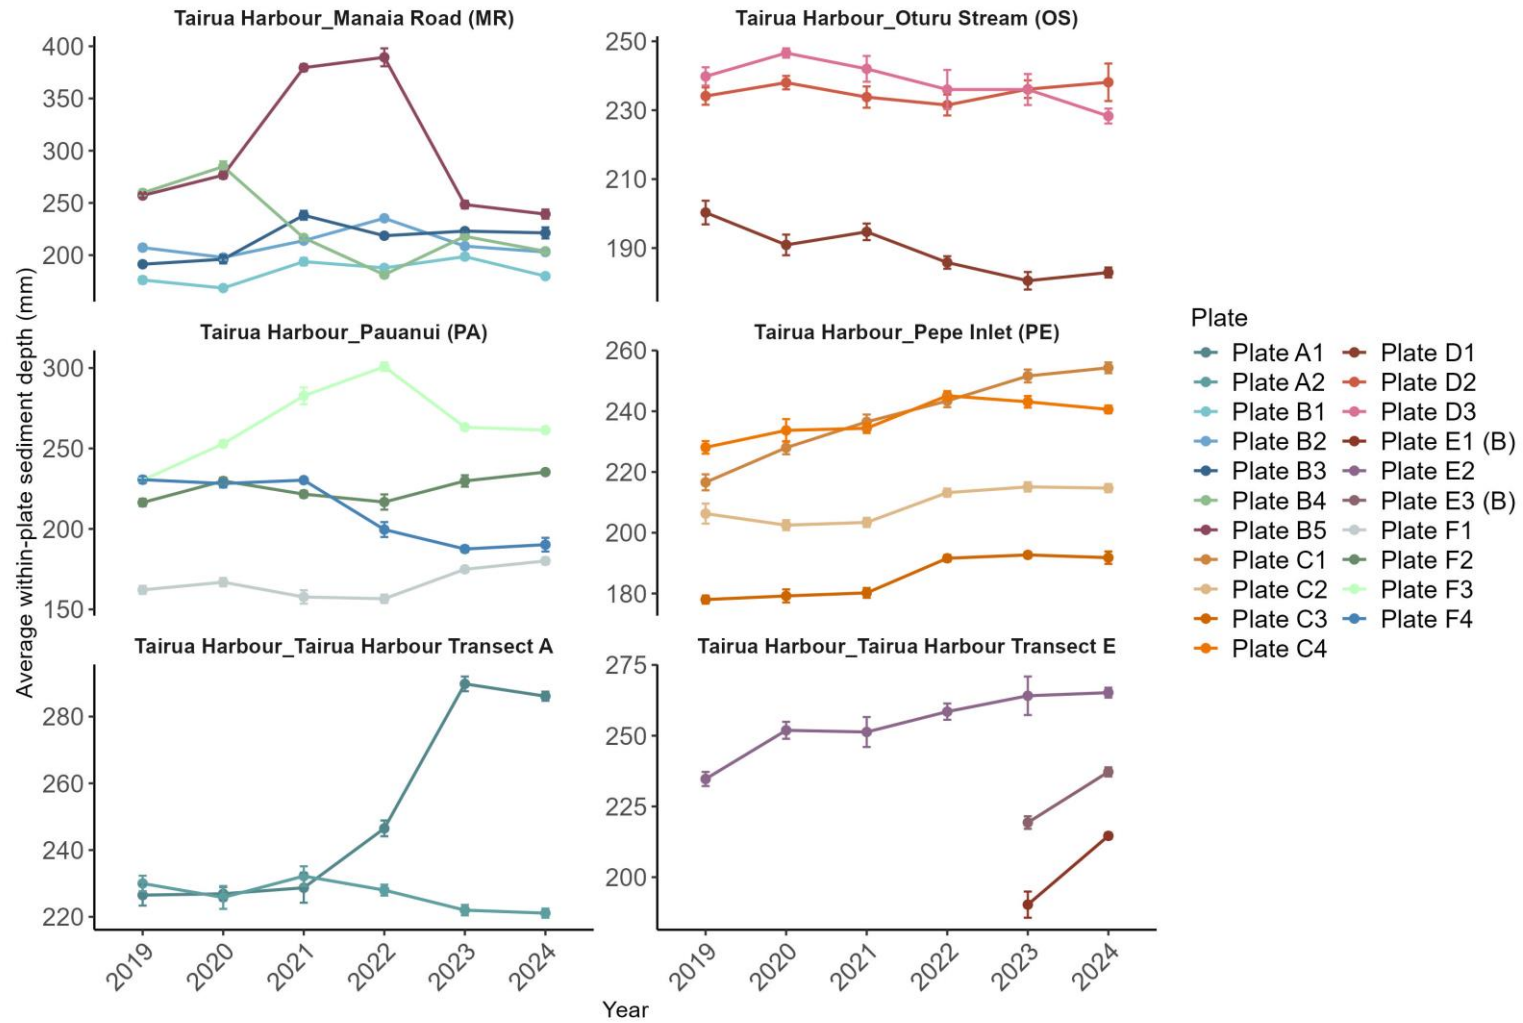 Tairua Harbour_Manaia Road (MR)
400
350
300
250
200
Tairua Harbour_Oturu Stream (OS)
250
230
210
190
Average within-plate sediment depth (mm)
Tairua Harbour_Pauanui (PA)
300
250
200
150
Tairua Harbour_Pepe Inlet (PE)
260
240
220
200
180
Tairua Harbour_Tairua Harbour Transect A
280
260
240
220
2019
2020
2021
2022
2023
2024
Tairua Harbour_Tairua Harbour Transect E
275
250
225
200
2019
2020
2021
2022
2023
2024
Year
Plate
Plate A1
Plate A2
Plate B1
Plate B2
Plate B3
Plate B4
Plate B5
Plate C1
Plate C2
Plate C3
Plate C4
Plate D1
Plate D2
Plate D3
Plate E1 (B)
Plate E2
Plate E3 (B)
Plate F1
Plate F2
Plate F3
Plate F4